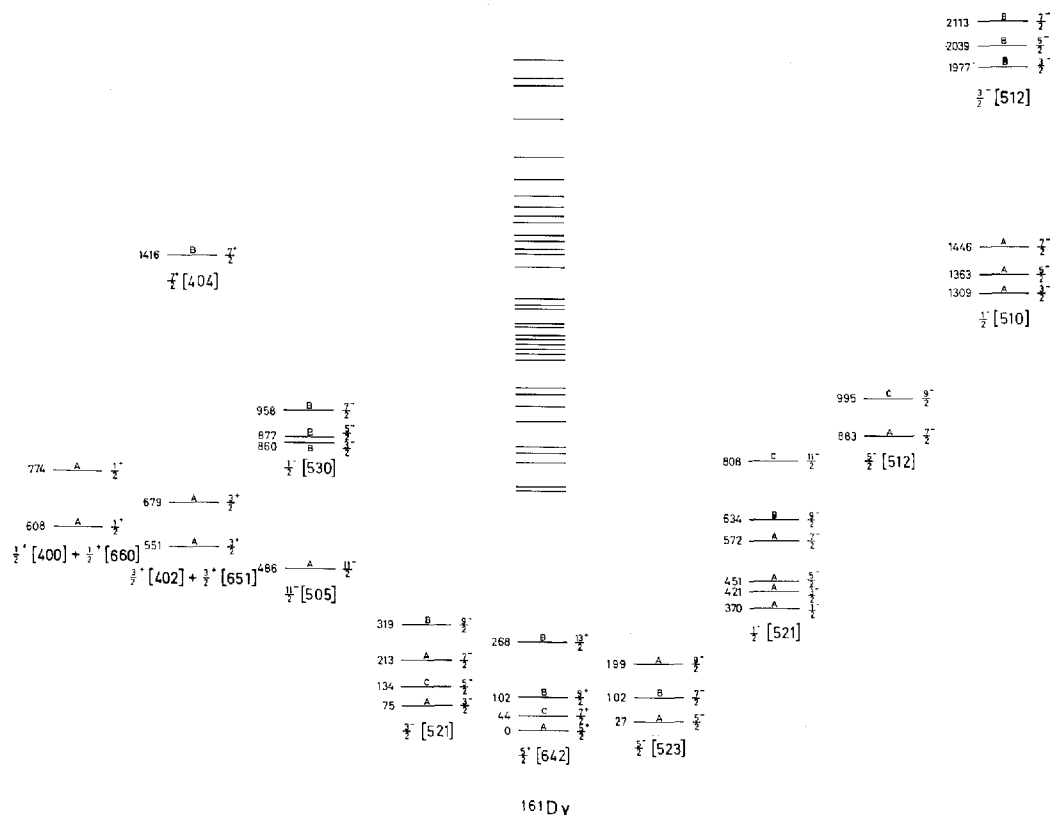 2113 B 7/2⁻
2039 B 5/2⁻
1977 B 3/2⁻
3/2⁻ [512]
1416 B 7/2⁺
7/2⁺ [404]
1446 A 7/2⁻
1363 A 5/2⁻
1309 A 3/2⁻
1/2⁻ [510]
958 B 7/2⁻
877 B 5/2⁻
860 B 3/2⁻
1/2⁻ [530]
995 C 9/2⁻
883 A 7/2⁻
5/2⁻ [512]
774 A 1/2⁺
608 A 1/2⁺
1/2⁺ [400] + 1/2⁺ [660]
679 A 3/2⁺
551 A 3/2⁺
3/2⁺ [402] + 3/2⁺ [651]
486 A 11/2⁻
11/2⁻ [505]
808 C 11/2⁻
634 B 9/2⁻
572 A 7/2⁻
451 A 5/2⁻
421 A 3/2⁻
370 A 1/2⁻
1/2⁻ [521]
319 B 9/2⁻
213 A 7/2⁻
134 C 5/2⁻
75 A 3/2⁻
3/2⁻ [521]
268 B 13/2⁺
102 B 9/2⁺
44 C 7/2⁺
0 A 5/2⁺
5/2⁺ [642]
199 A 9/2⁻
102 B 7/2⁻
27 A 5/2⁻
5/2⁻ [523]
¹⁶¹Dy